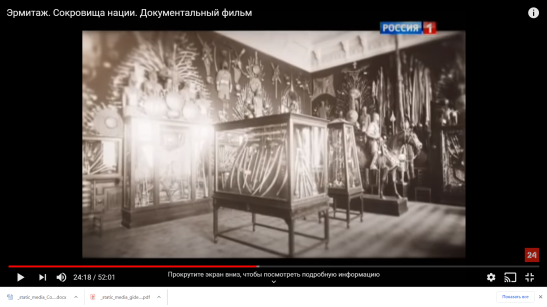 Эрмитаж. Сокровища нации. Документальный фильм
РОССИЯ 1
24
24:18 / 52:01
Прокрутите экран вниз, чтобы посмотреть подробную информацию
_static_media_Co....docx
_static_media_gide...pdf
Показать все